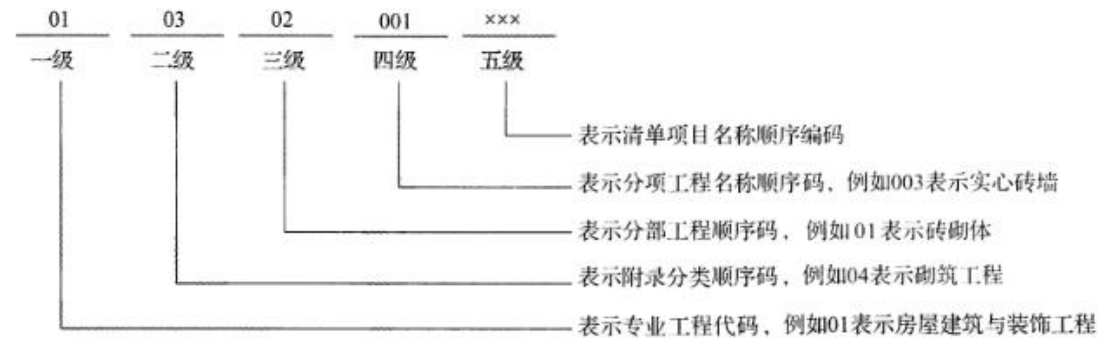 01 03 02 001 ×××
一级 二级 三级 四级 五级
表示清单项目名称顺序编码
表示分项工程名称顺序码，例如003表示实心砖墙
表示分部工程顺序码，例如01表示砖砌体
表示附录分类顺序码，例如04表示砌筑工程
表示专业工程代码，例如01表示房屋建筑与装饰工程